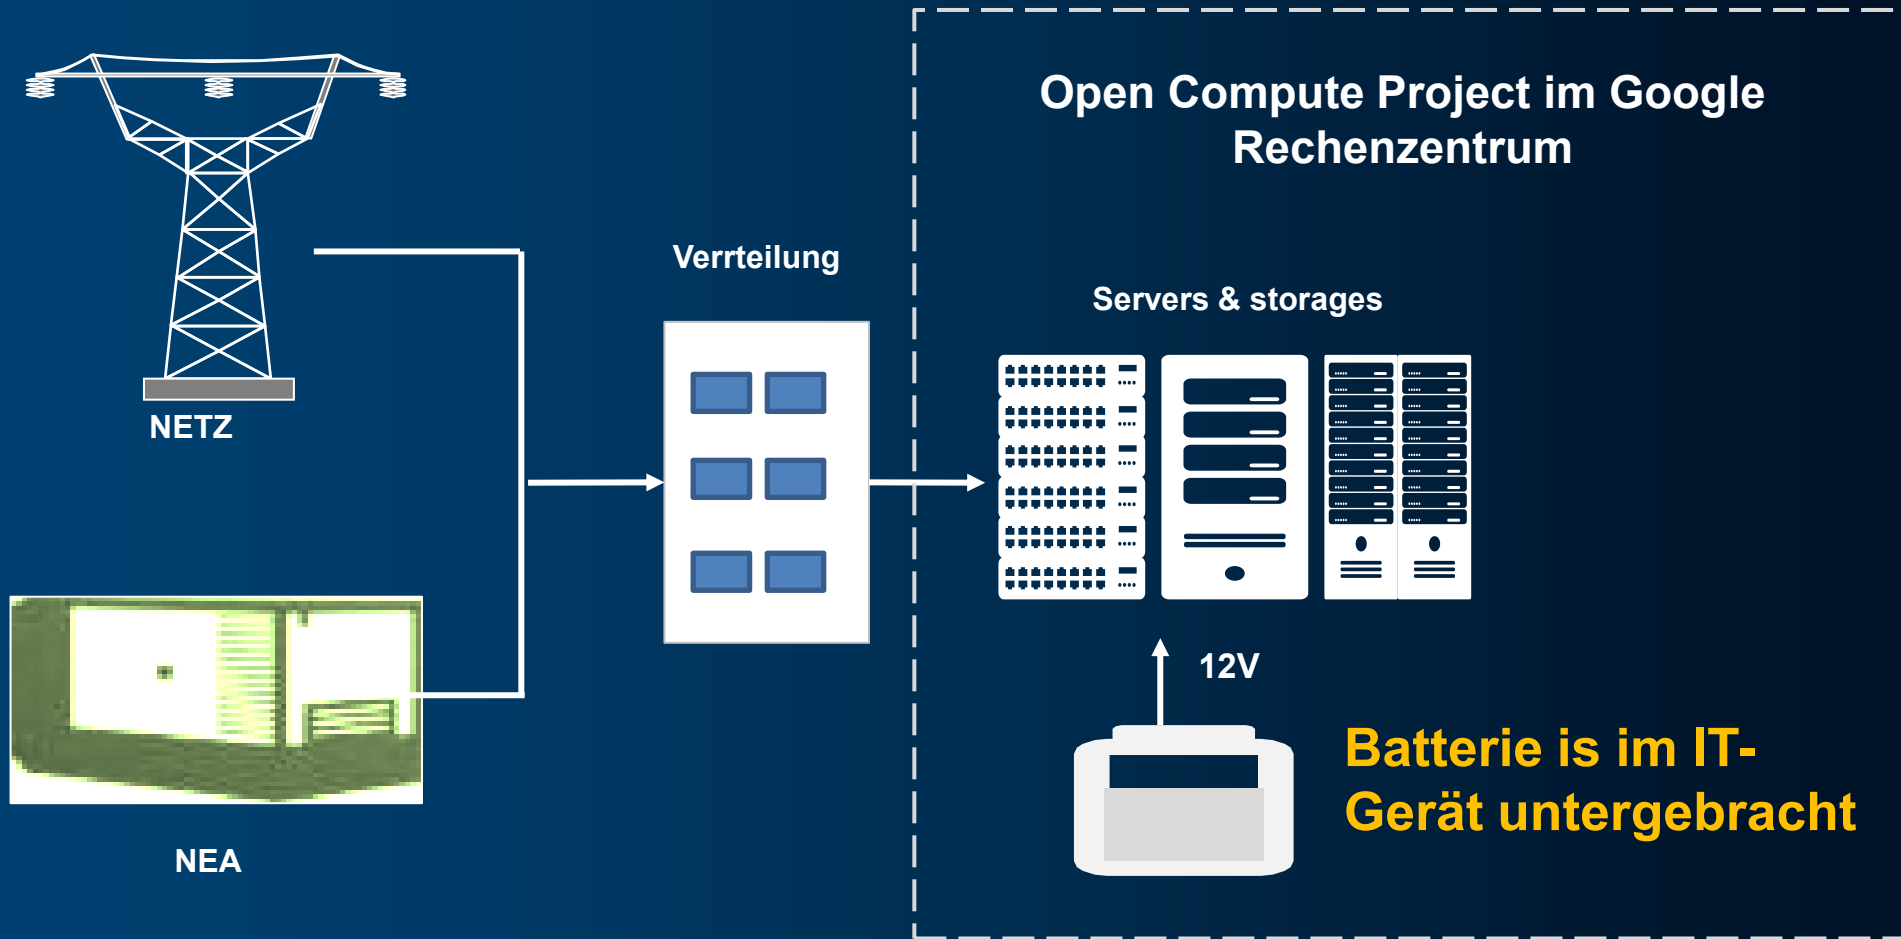 Open Compute Project im Google
Rechenzentrum
Verrteilung
Servers & storages
NETZ
12V
Batterie is im IT-
Gerät untergebracht
NEA